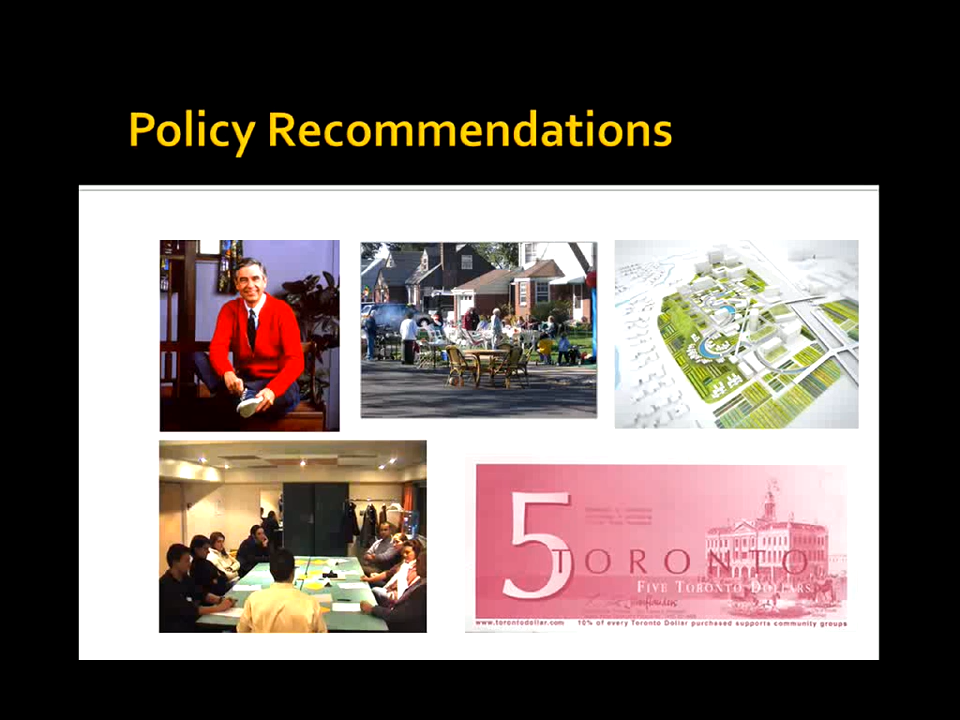 Policy Recommendations
5
TORONTO
FIVE TORONTO DOLLARS
www.torontodollar.com 10% of every Toronto Dollar purchased supports community groups